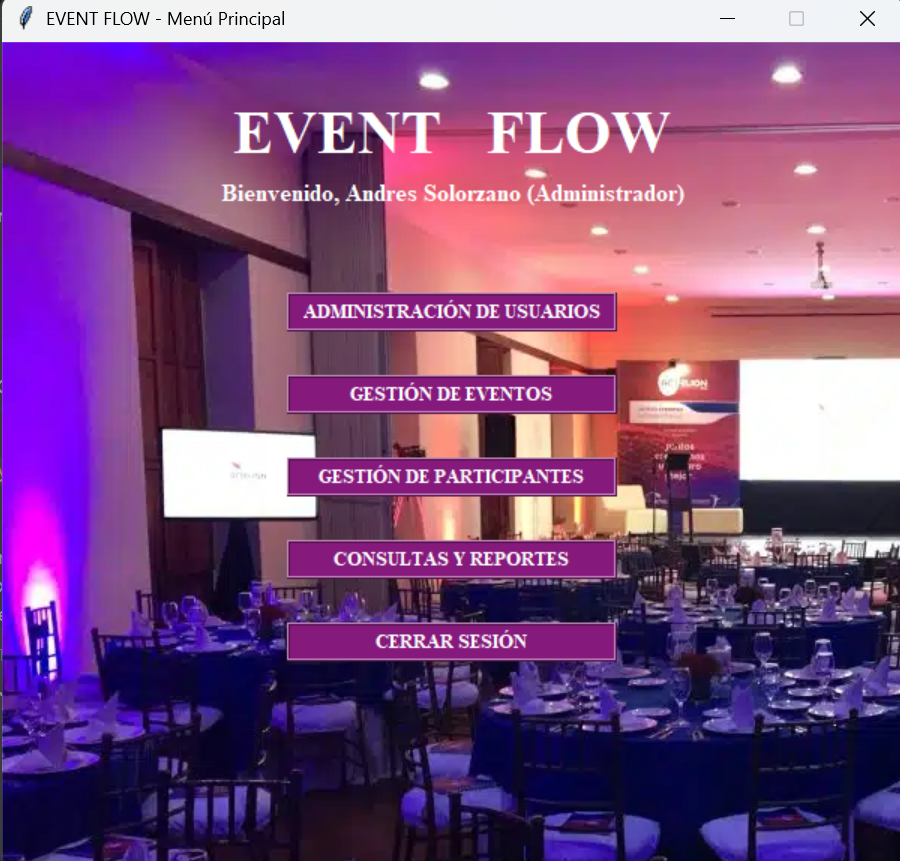 EVENT FLOW - Menú Principal
EVENT FLOW
Bienvenido, Andres Solorzano (Administrador)
ADMINISTRACIÓN DE USUARIOS
GESTIÓN DE EVENTOS
GESTIÓN DE PARTICIPANTES
CONSULTAS Y REPORTES
CERRAR SESIÓN